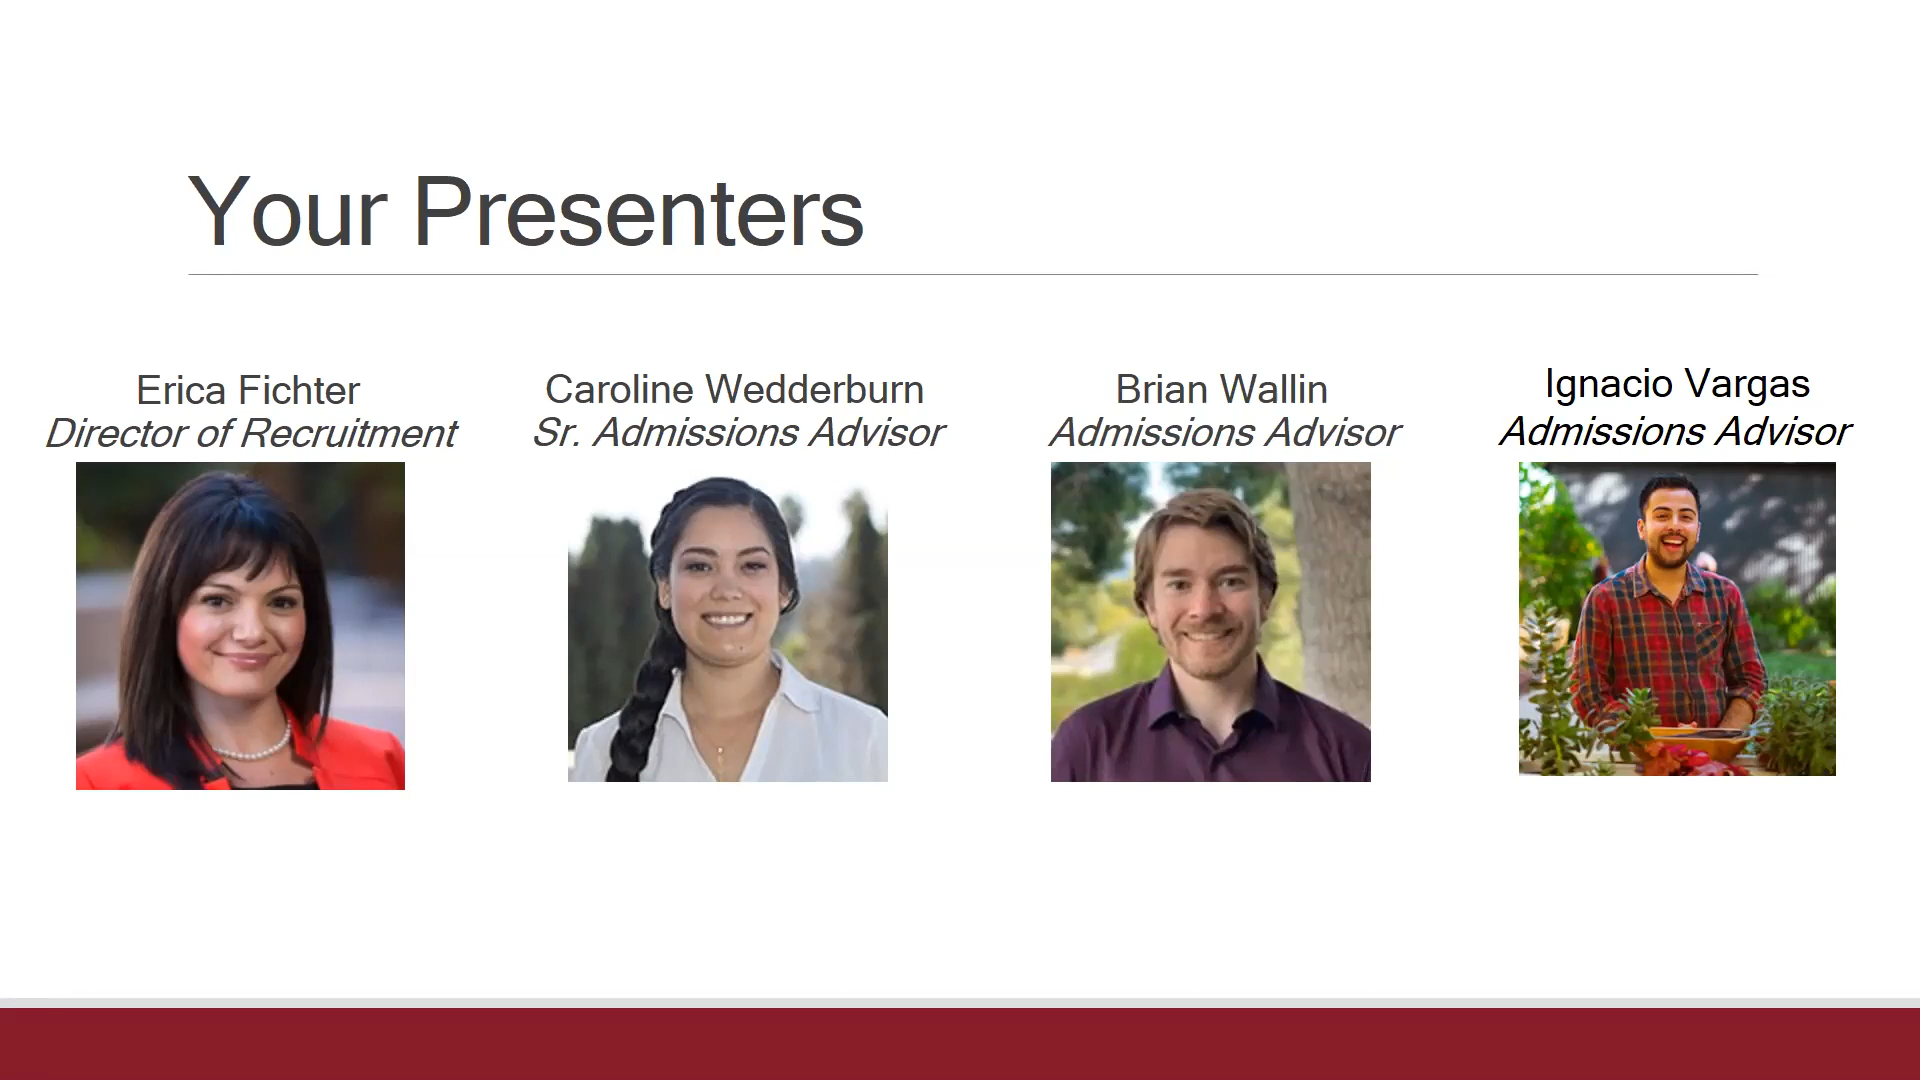 Your Presenters
Erica Fichter
Director of Recruitment
Caroline Wedderburn
Sr. Admissions Advisor
Brian Wallin
Admissions Advisor
Ignacio Vargas
Admissions Advisor